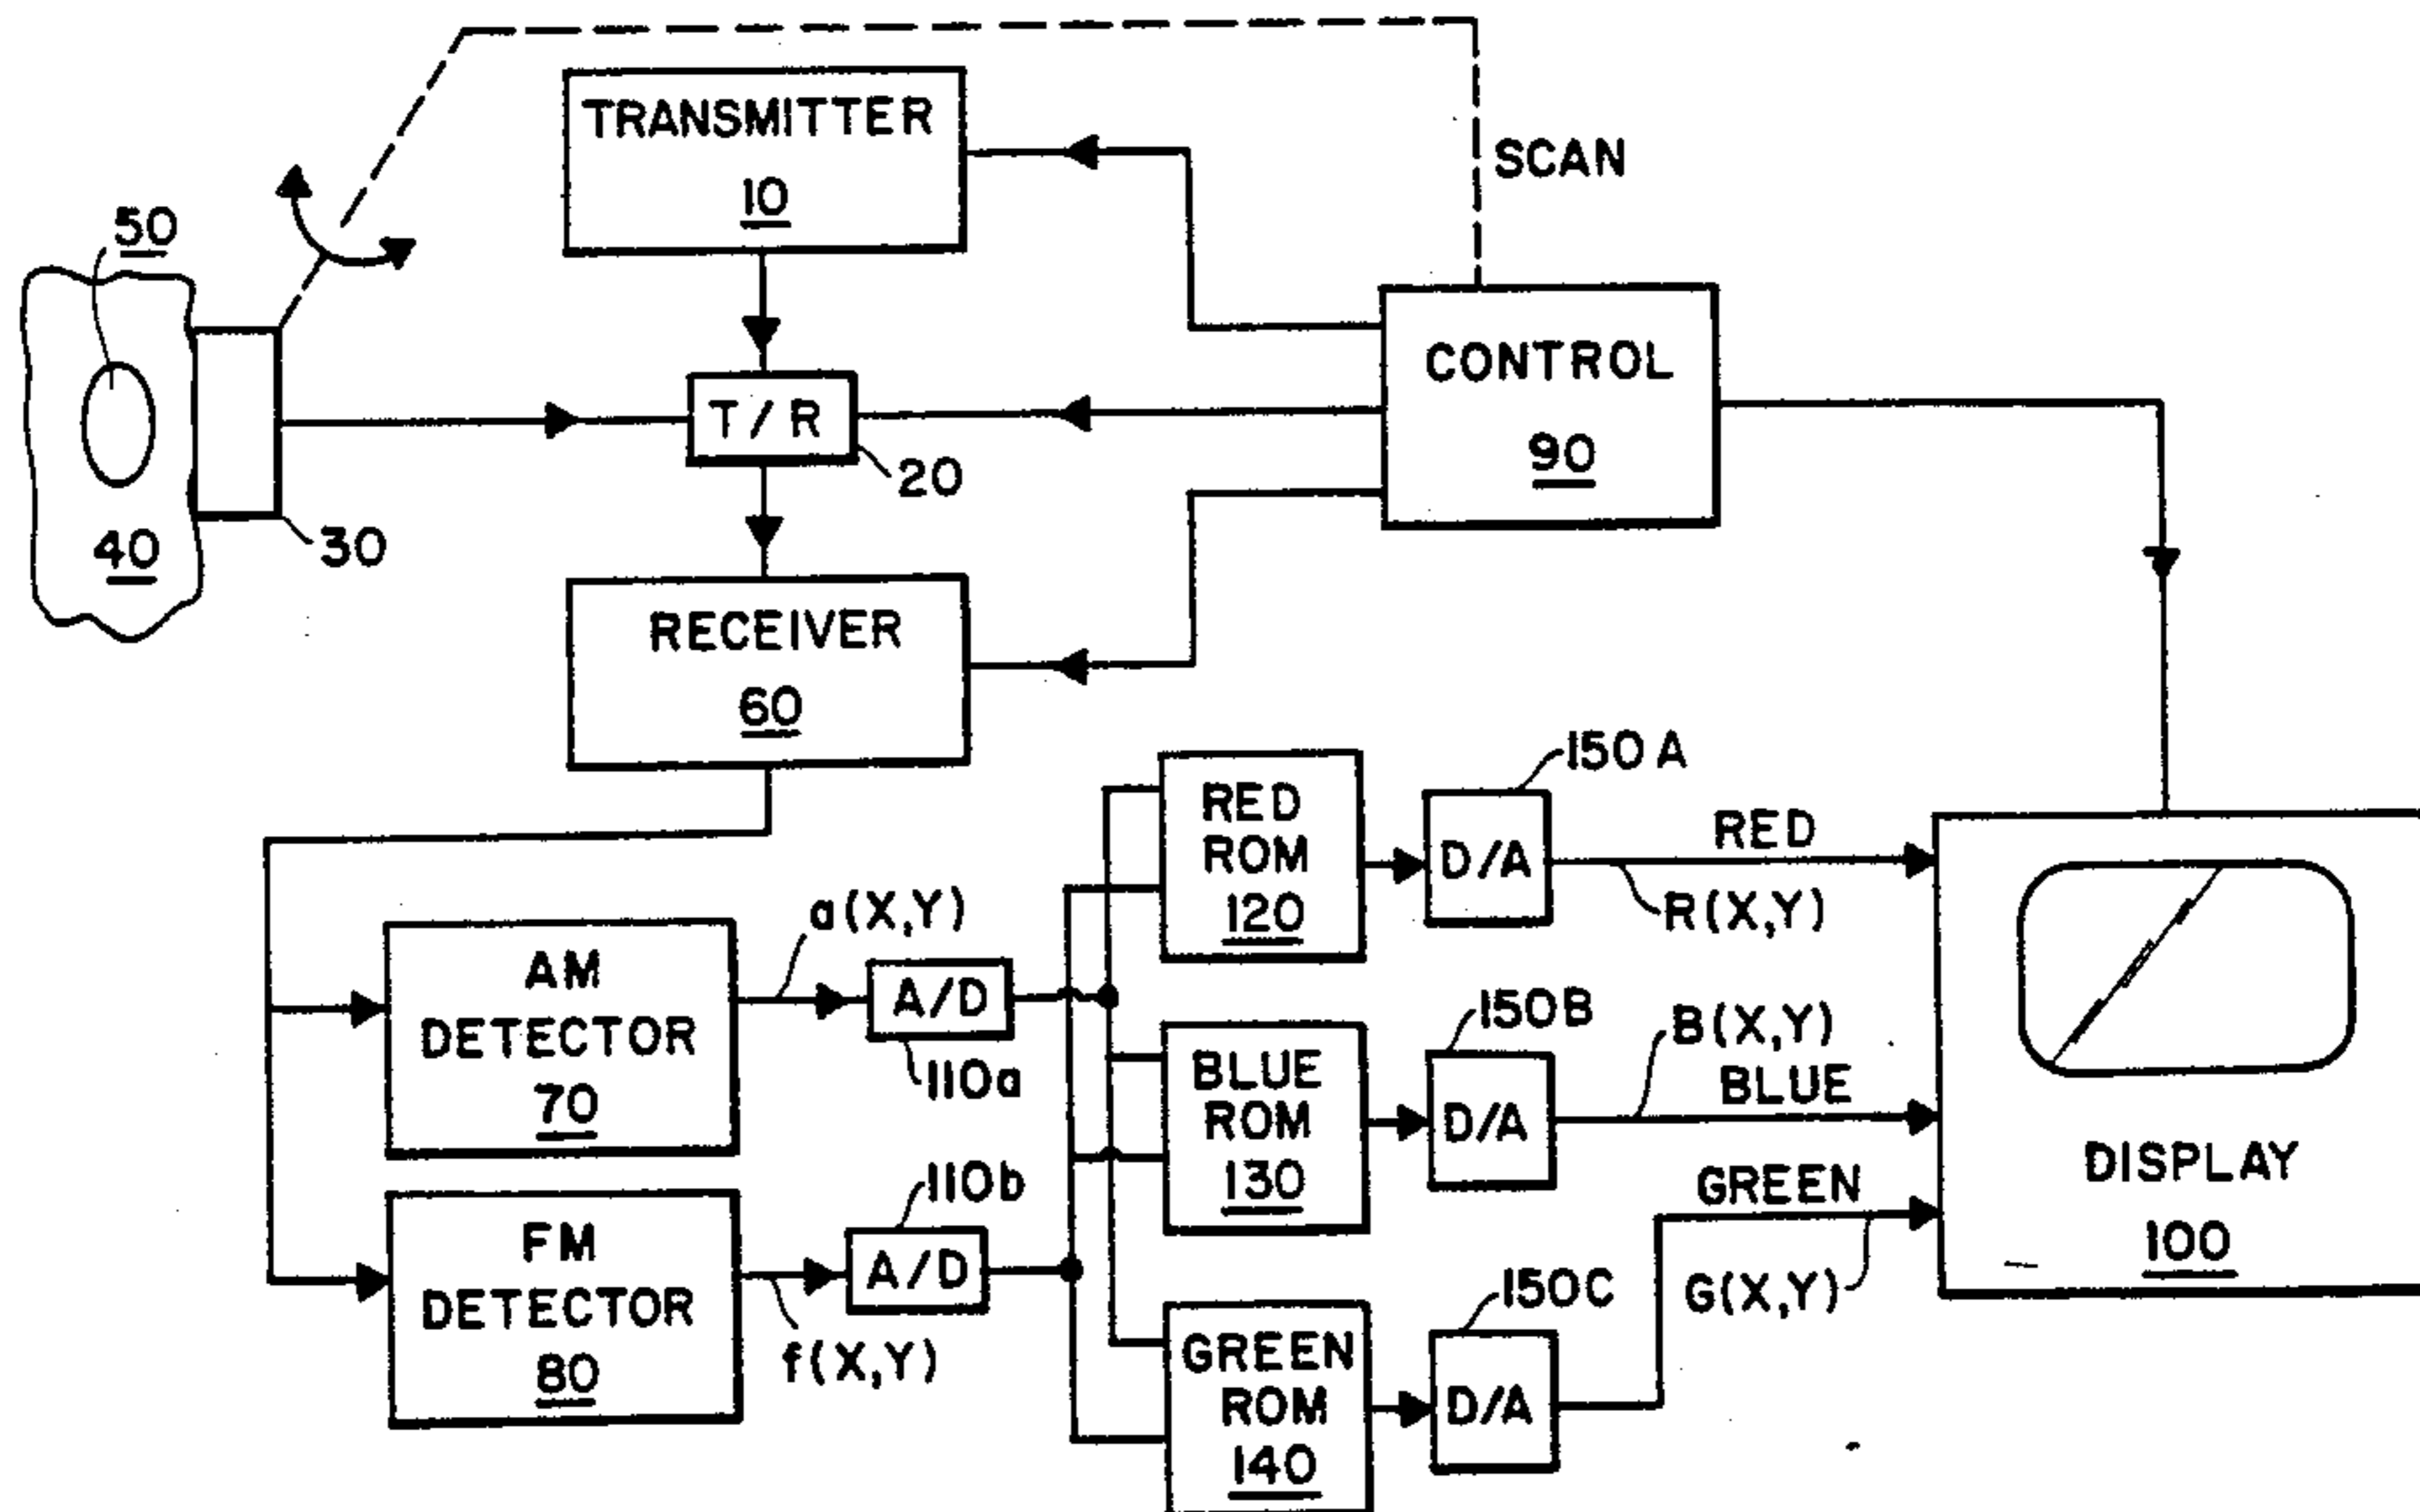 TRANSMITTER
10
SCAN
50
CONTROL
90
T/R
20
40
30
RECEIVER
60
150A
RED
ROM
120
D/A
RED
R(X,Y)
a(X,Y)
AM
DETECTOR
70
A/D
110a
150B
BLUE
ROM
130
D/A
B(X,Y)
BLUE
DISPLAY
100
110b
FM
DETECTOR
80
A/D
f(X,Y)
GREEN
G(X,Y)
150C
GREEN
ROM
140
D/A